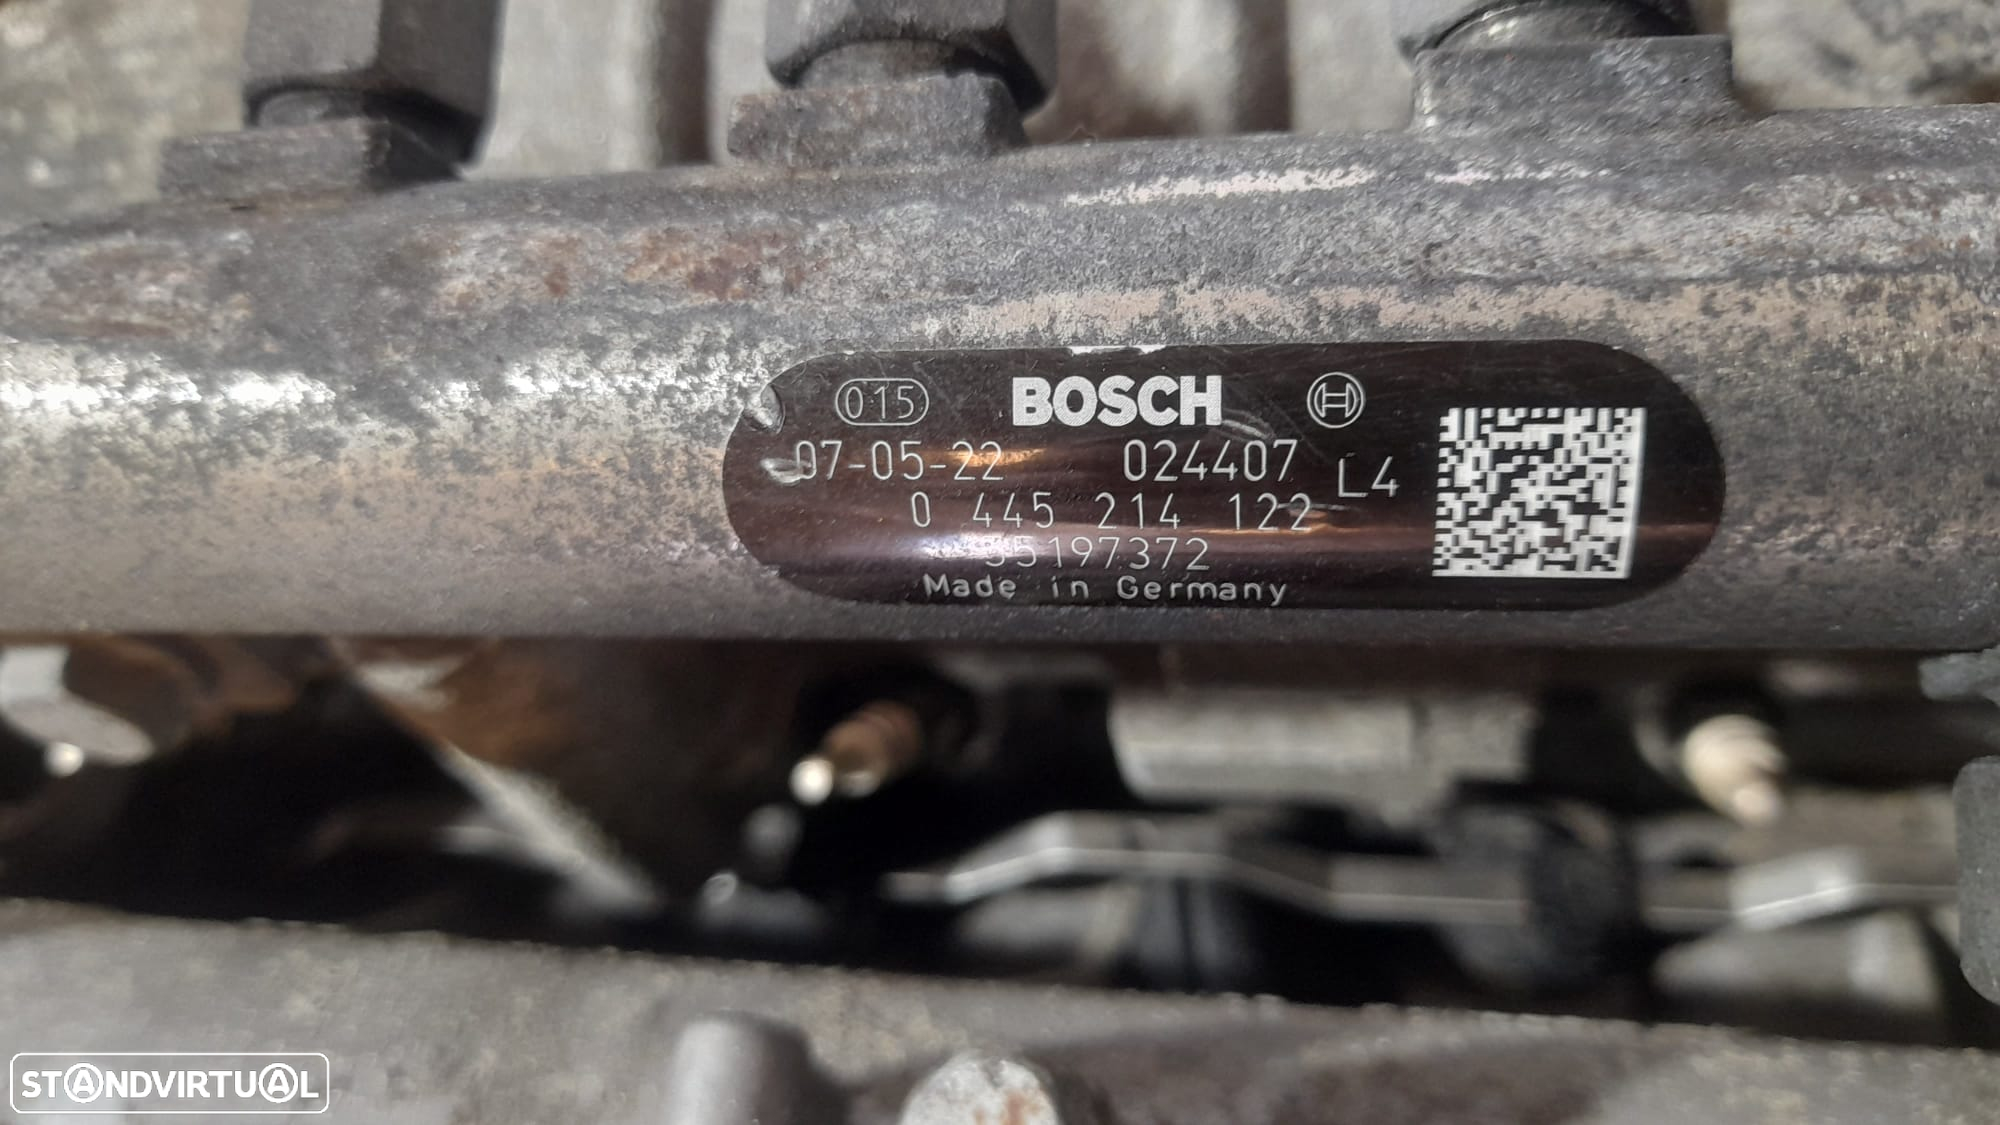 015 BOSCH
07-05-22 024407 L4
0 445 214 122
55197372
Made in Germany
STANDVIRTUAL